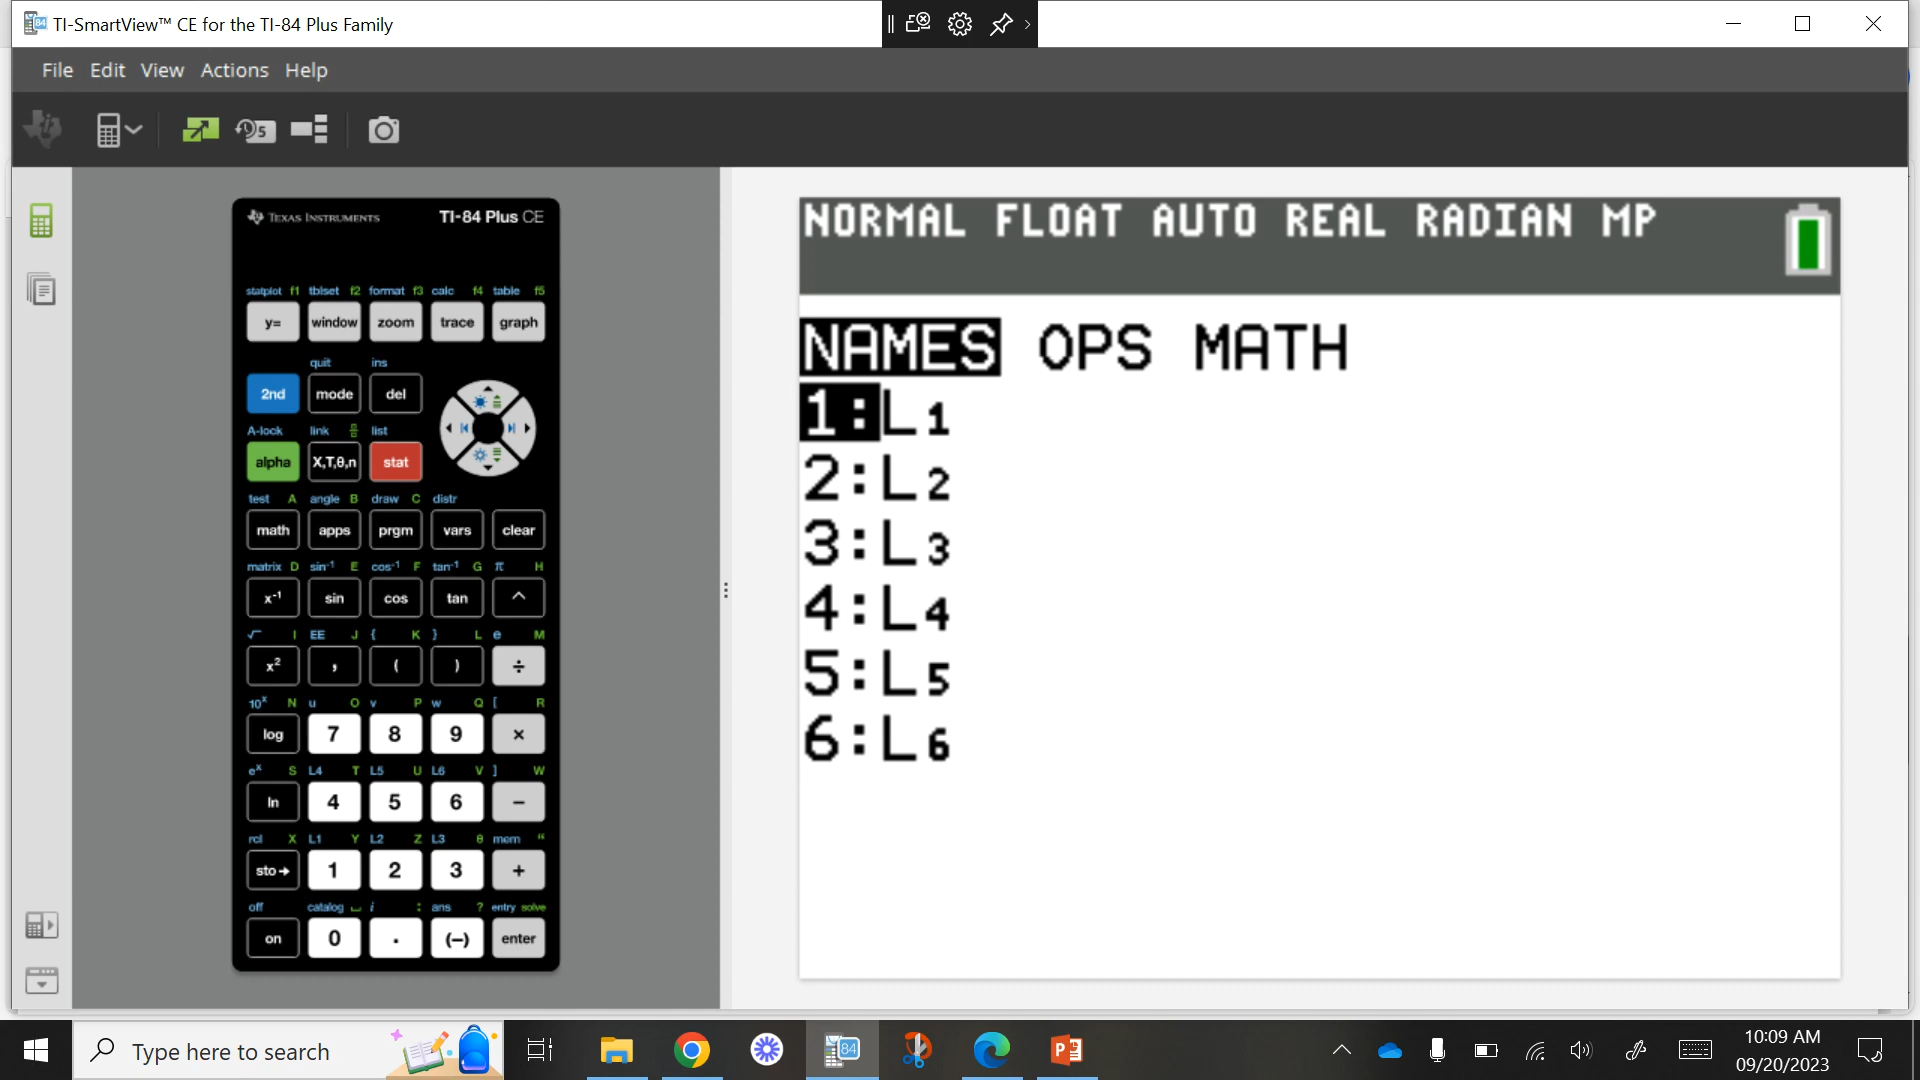 TI-SmartView™ CE for the TI-84 Plus Family
File Edit View Actions Help
5
TEXAS INSTRUMENTS TI-84 Plus CE
statplot f1 tblset f2 format f3 calc f4 table f5
y= window zoom trace graph
quit ins
2nd mode del
A-lock link list
alpha X,T,θ,n stat
test A angle B draw C distr
math apps prgm vars clear
matrix D sin⁻¹ E cos⁻¹ F tan⁻¹ G π H
x⁻¹ sin cos tan ^
√ I EE J { K } L e M
x² , ( ) ÷
10ˣ N u O v P w Q [ R
log 7 8 9 ×
eˣ S L4 T L5 U L6 V ] W
ln 4 5 6 −
rcl X L1 Y L2 Z L3 θ mem "
sto→ 1 2 3 +
off catalog ⎵ i : ans ? entry solve
on 0 . (−) enter
NORMAL FLOAT AUTO REAL RADIAN MP
NAMES OPS MATH
1:L1
2:L2
3:L3
4:L4
5:L5
6:L6
Type here to search
84
10:09 AM
09/20/2023